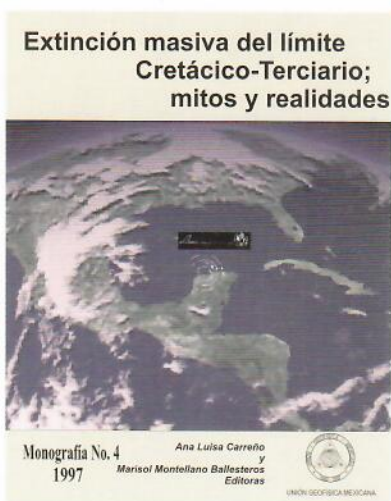 Extinción masiva del límite
Cretácico-Terciario;
mitos y realidades
Monografía No. 4
1997
Ana Luisa Carreño
y
Marisol Montellano Ballesteros
Editoras
UNIÓN GEOFÍSICA MEXICANA